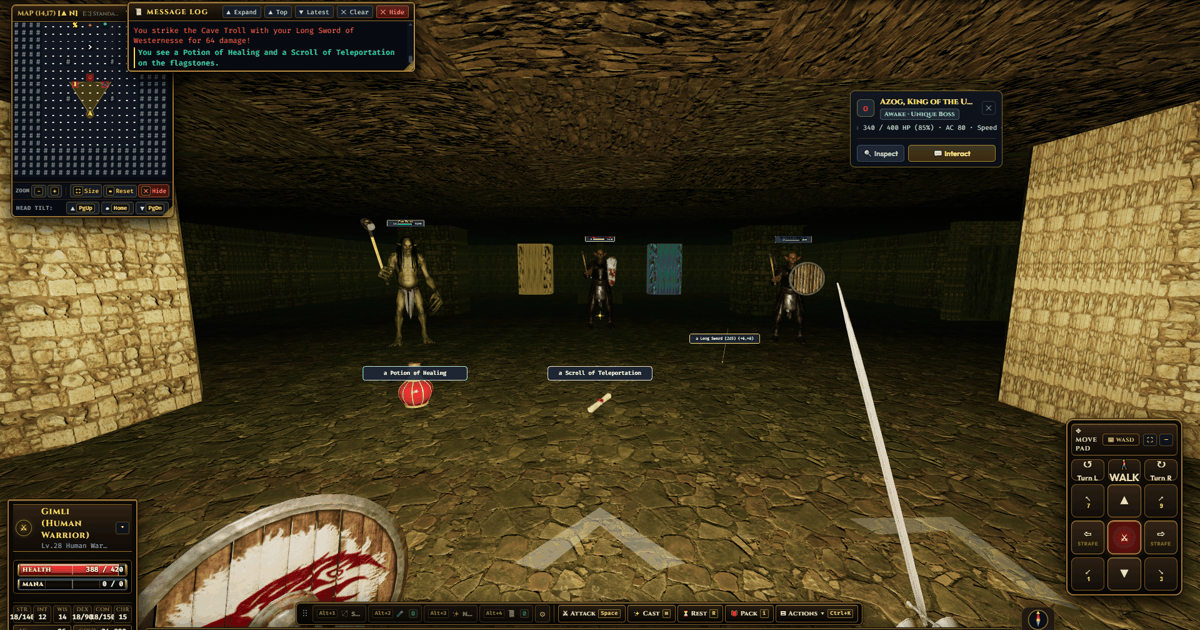 MAP (14,17) [▲ N]
MESSAGE LOG
▲ Expand
▲ Top
▼ Latest
✕ Clear
✕ Hide
You strike the Cave Troll with your Long Sword of
Westernesse for 64 damage!
You see a Potion of Healing and a Scroll of Teleportation
on the flagstones.
ZOOM
−
+
Size
Reset
✕ Hide
HEAD TILT:
▲ PgUp
Home
▼ PgDn
AZOG, KING OF THE U...
AWAKE · UNIQUE BOSS
340 / 400 HP (85%) · AC 80 · Speed
Inspect
Interact
a Long Sword (2d5) (+6,+6)
a Potion of Healing
a Scroll of Teleportation
MOVE
PAD
WASD
Turn L
WALK
Turn R
7
9
STRAFE
STRAFE
1
3
GIMLI
(HUMAN
WARRIOR)
Lv.28 Human War…
HEALTH 388 / 420
MANA 0 / 0
STR INT WIS DEX CON CHR
12 14 15
Alt+1 S…
Alt+2
Alt+3 H…
Alt+4
ATTACK Space
CAST m
REST R
PACK i
ACTIONS Ctrl+K